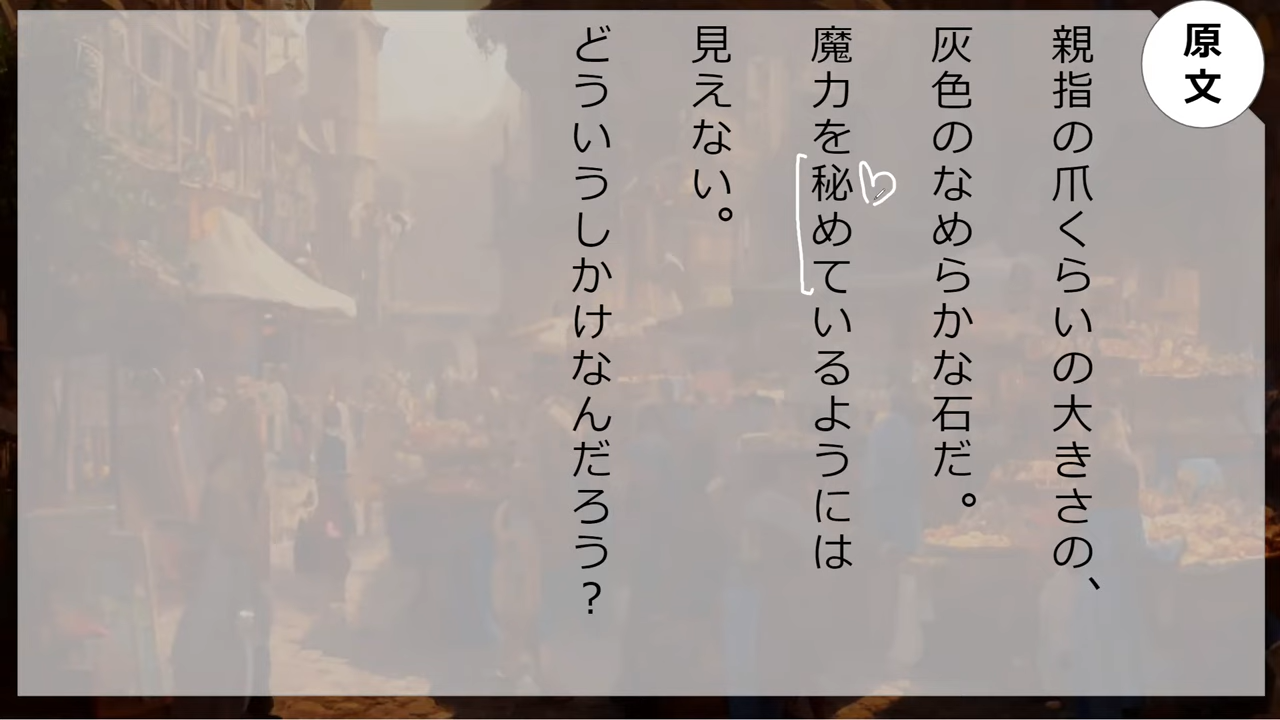 原文
親指の爪くらいの大きさの、
灰色のなめらかな石だ。
魔力を秘めているようには
見えない。
どういうしかけなんだろう？